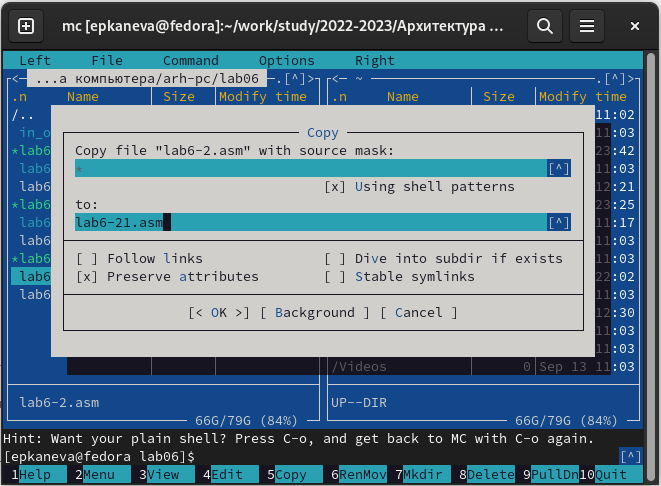 mc [epkaneva@fedora]:~/work/study/2022-2023/Архитектура ...
Left File Command Options Right
<─ ...а компьютера/arh-pc/lab06 ─.[^]> <─ ~ ─.[^]>
.n Name Size Modify time .n Name Size Modify time
/.. 11:02
in_o 11:03
*lab6 23:42
lab6 11:03
lab6 12:21
*lab6 23:25
lab6 11:17
lab6 11:03
*lab6 11:03
lab6 22:02
lab6 11:03
12:30
11:03
11:03
/Videos 0 Sep 13 11:03
Copy
Copy file "lab6-2.asm" with source mask:
* [^]
[x] Using shell patterns
to:
lab6-21.asm [^]
[ ] Follow links [ ] Dive into subdir if exists
[x] Preserve attributes [ ] Stable symlinks
[< OK >] [ Background ] [ Cancel ]
lab6-2.asm UP--DIR
66G/79G (84%) 66G/79G (84%)
Hint: Want your plain shell? Press C-o, and get back to MC with C-o again.
[epkaneva@fedora lab06]$ [^]
1Help 2Menu 3View 4Edit 5Copy 6RenMov 7Mkdir 8Delete 9PullDn 10Quit